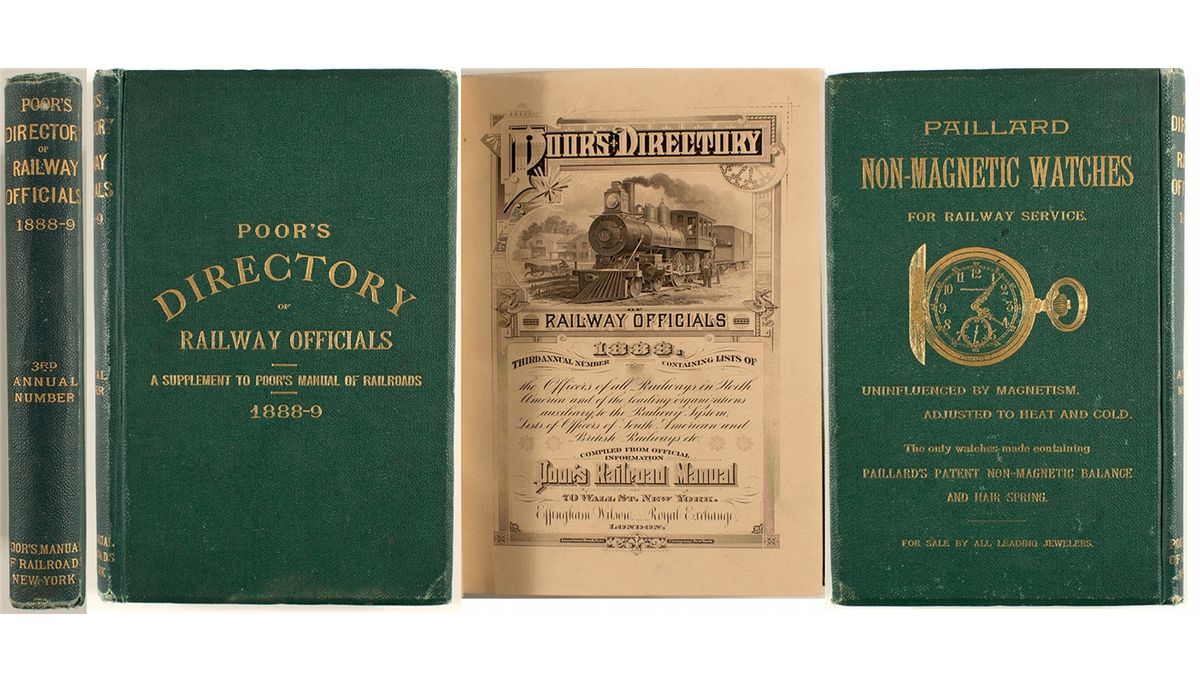 POOR'S
DIRECTORY
OF
RAILWAY
OFFICIALS
1888-9
3RD
ANNUAL
NUMBER
POOR'S MANUAL
OF RAILROADS
NEW-YORK
POOR'S
DIRECTORY
OF
RAILWAY OFFICIALS
A SUPPLEMENT TO POOR'S MANUAL OF RAILROADS
1888-9
POOR'S DIRECTORY
OF
RAILWAY OFFICIALS
1888.
THIRD ANNUAL NUMBER CONTAINING LISTS OF
the Officers of all Railways in North
America and of the leading organizations
auxiliary to the Railway System.
Lists of Officers of South American and
British Railways etc.
COMPILED FROM OFFICIAL
INFORMATION
Poor's Railroad Manual
70 WALL ST. NEW YORK.
Effingham Wilson, Royal Exchange,
LONDON.
PAILLARD
NON-MAGNETIC WATCHES
FOR RAILWAY SERVICE.
UNINFLUENCED BY MAGNETISM.
ADJUSTED TO HEAT AND COLD.
The only watches made containing
PAILLARD'S PATENT NON-MAGNETIC BALANCE
AND HAIR SPRING.
FOR SALE BY ALL LEADING JEWELERS.